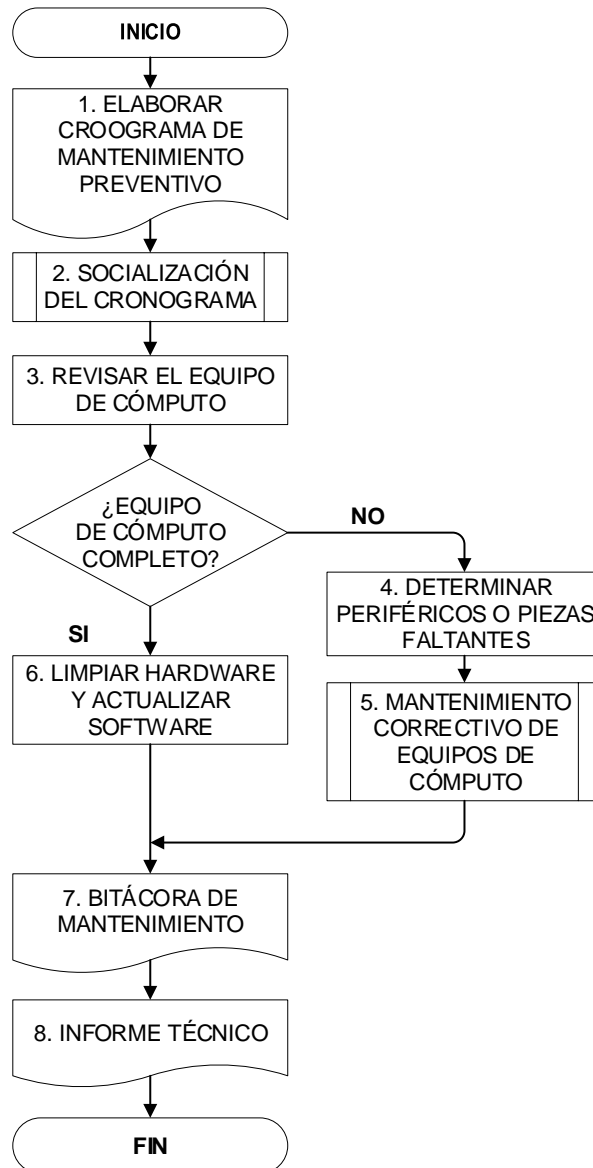 INICIO
1. ELABORAR
CROOGRAMA DE
MANTENIMIENTO
PREVENTIVO
2. SOCIALIZACIÓN
DEL CRONOGRAMA
3. REVISAR EL EQUIPO
DE CÓMPUTO
¿EQUIPO
DE CÓMPUTO
COMPLETO?
NO
4. DETERMINAR
PERIFÉRICOS O PIEZAS
FALTANTES
5. MANTENIMIENTO
CORRECTIVO DE
EQUIPOS DE
CÓMPUTO
SI
6. LIMPIAR HARDWARE
Y ACTUALIZAR
SOFTWARE
7. BITÁCORA DE
MANTENIMIENTO
8. INFORME TÉCNICO
FIN